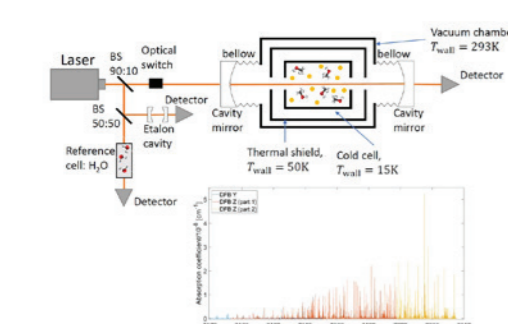 Vacuum chambe
T_wall = 293K
Laser
BS
90:10
Optical
switch
bellow
bellow
Detector
BS
50:50
Detector
Etalon
cavity
Cavity
mirror
Cavity
mirror
Reference
cell: H₂O
Thermal shield,
T_wall = 50K
Cold cell,
T_wall = 15K
Detector
DFB Y
DFB Z (part 1)
DFB Z (part 2)
Absorption coefficient